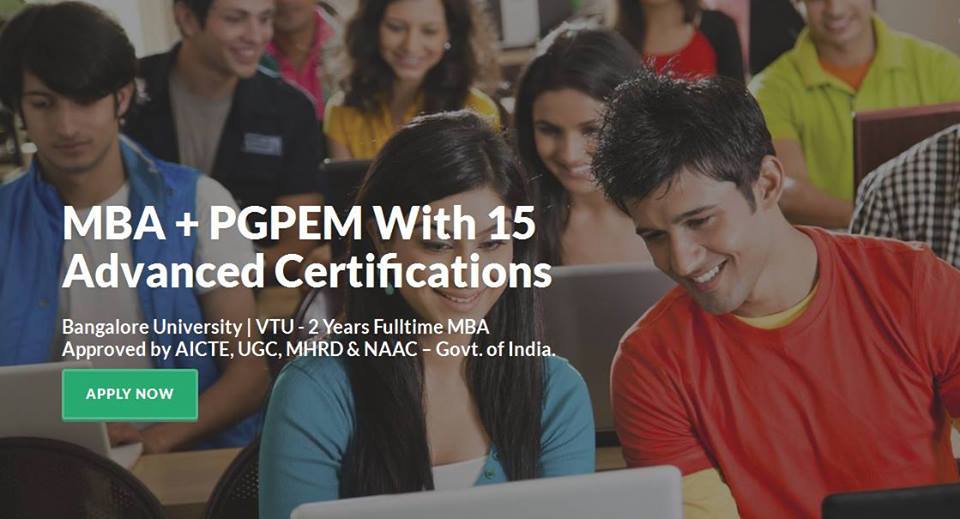 MBA + PGPEM With 15
Advanced Certifications
Bangalore University | VTU - 2 Years Fulltime MBA
Approved by AICTE, UGC, MHRD & NAAC – Govt. of India.
APPLY NOW